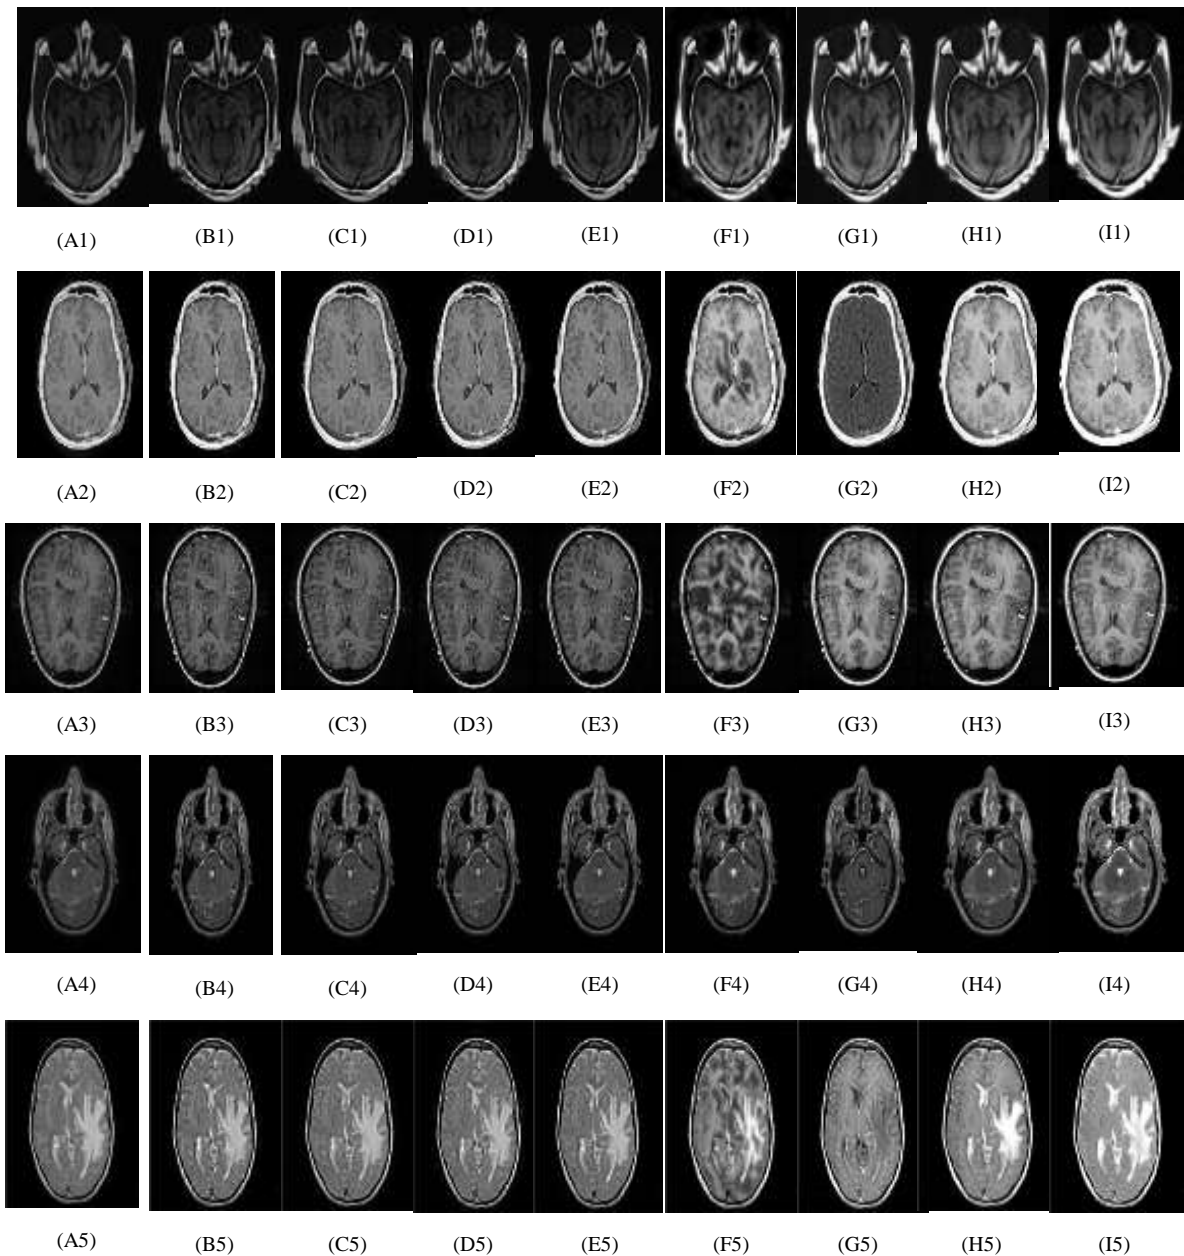 (A1) (B1) (C1) (D1) (E1) (F1) (G1) (H1) (I1)
(A2) (B2) (C2) (D2) (E2) (F2) (G2) (H2) (I2)
(A3) (B3) (C3) (D3) (E3) (F3) (G3) (H3) (I3)
(A4) (B4) (C4) (D4) (E4) (F4) (G4) (H4) (I4)
(A5) (B5) (C5) (D5) (E5) (F5) (G5) (H5) (I5)